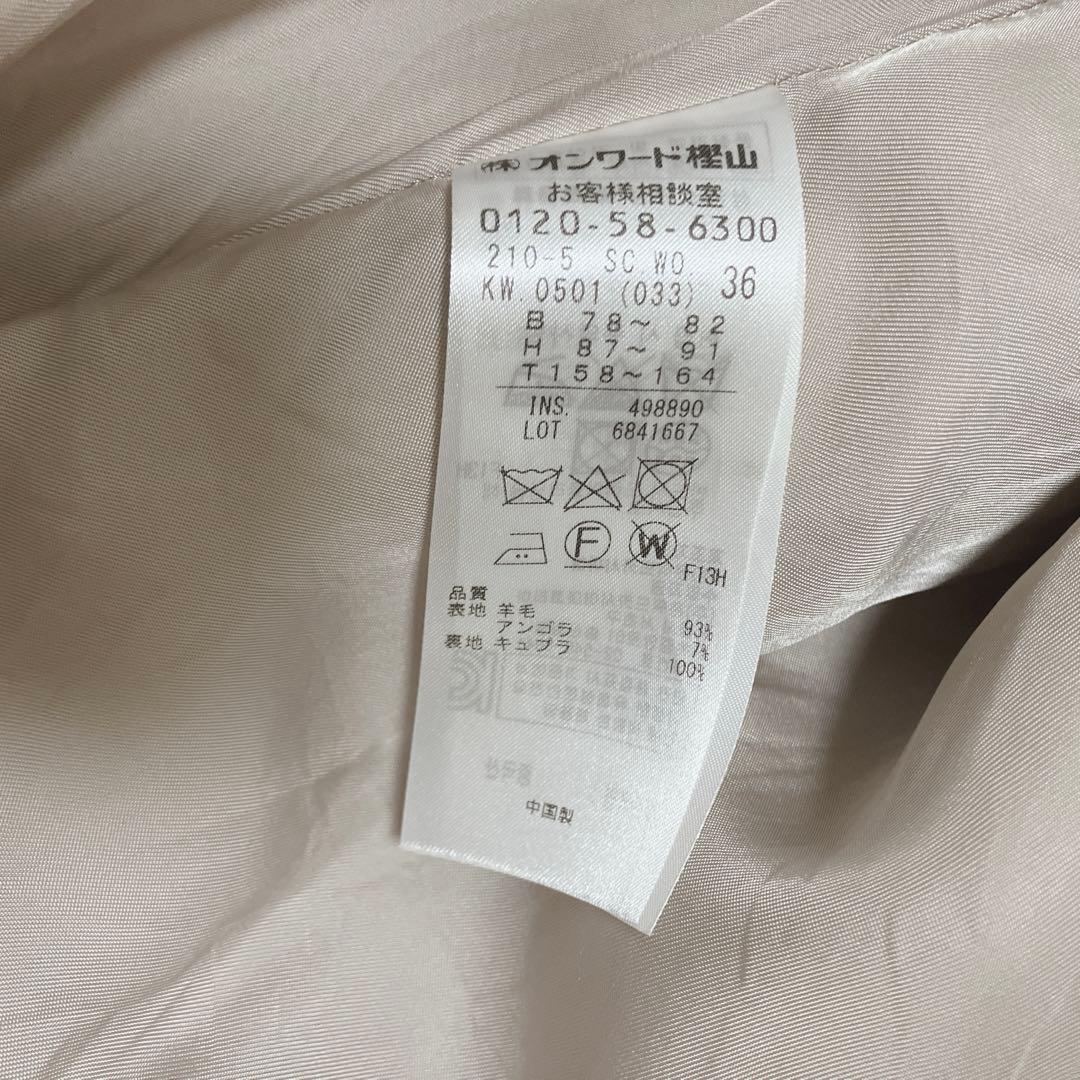 ㈱オンワード樫山
お客様相談室
0120-58-6300
210-5 SC WO.
KW.0501 (033) 36
B 78～ 82
H 87～ 91
T158～164
INS. 498890
LOT 6841667
F W
F13H
品質
表地 羊毛 93%
アンゴラ 7%
裏地 キュプラ 100%
中国製